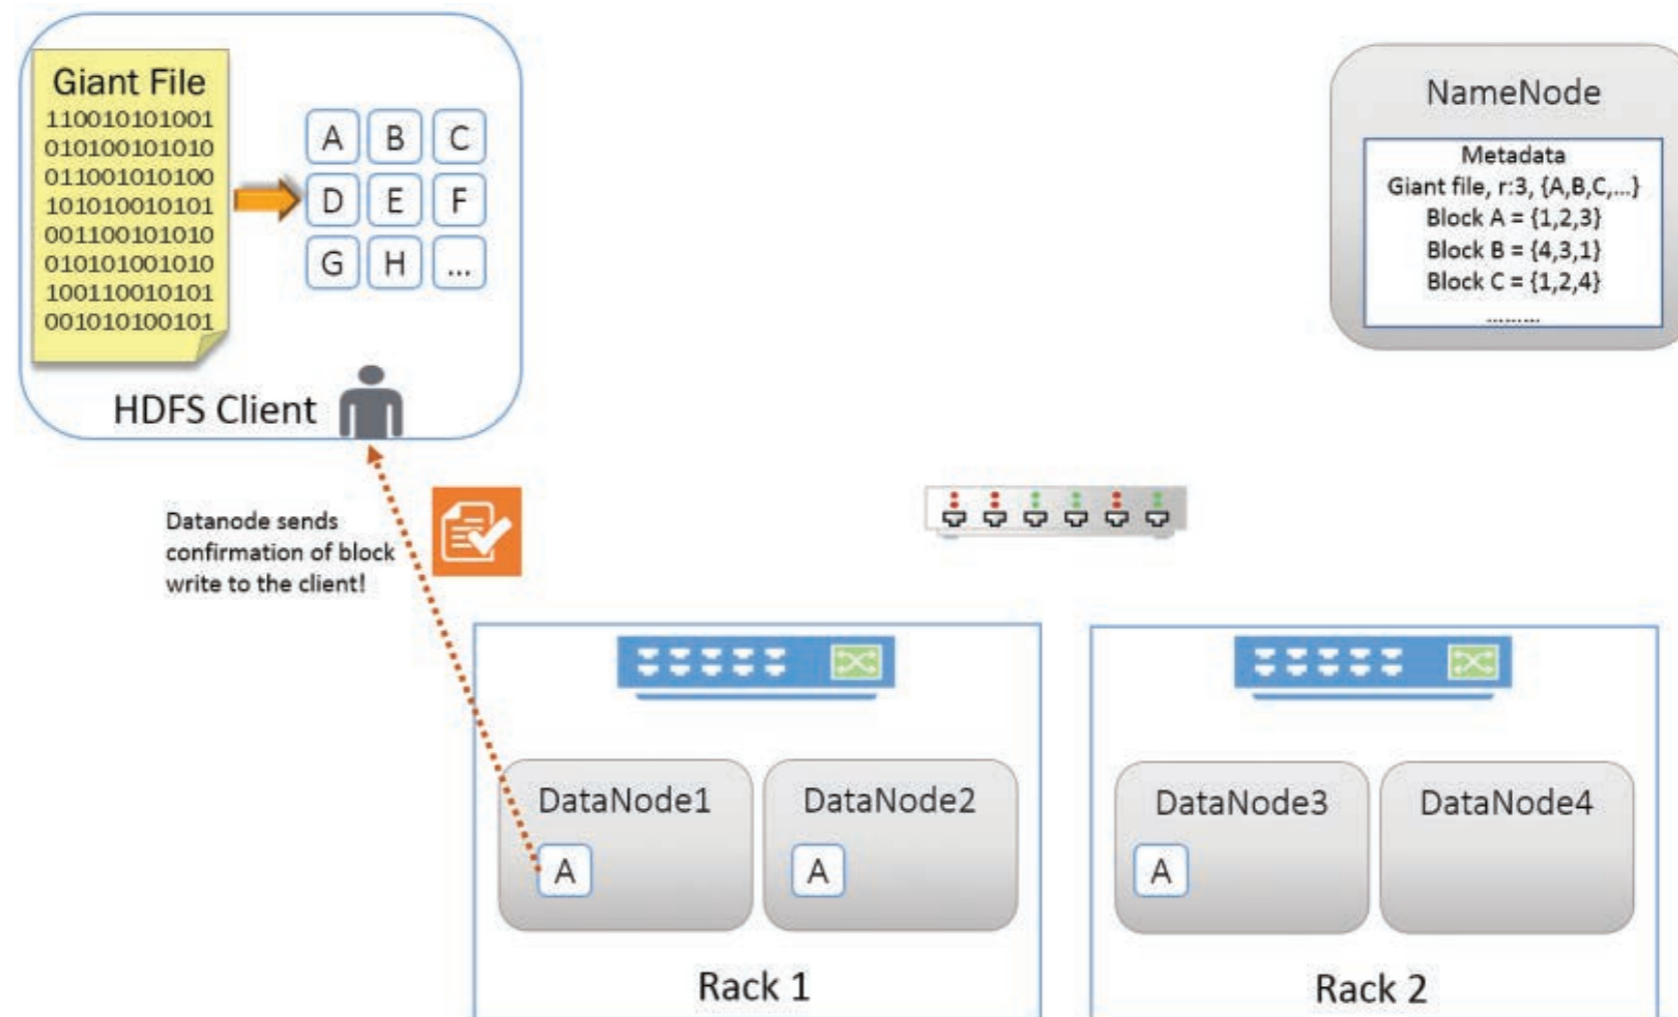 Giant File
110010101001
010100101010
011001010100
101010010101
001100101010
010101001010
100110010101
001010100101
A B C
D E F
G H ...
HDFS Client
NameNode
Metadata
Giant file, r:3, {A,B,C,...}
Block A = {1,2,3}
Block B = {4,3,1}
Block C = {1,2,4}
.........
Datanode sends
confirmation of block
write to the client!
DataNode1
A
DataNode2
A
Rack 1
DataNode3
A
DataNode4
Rack 2